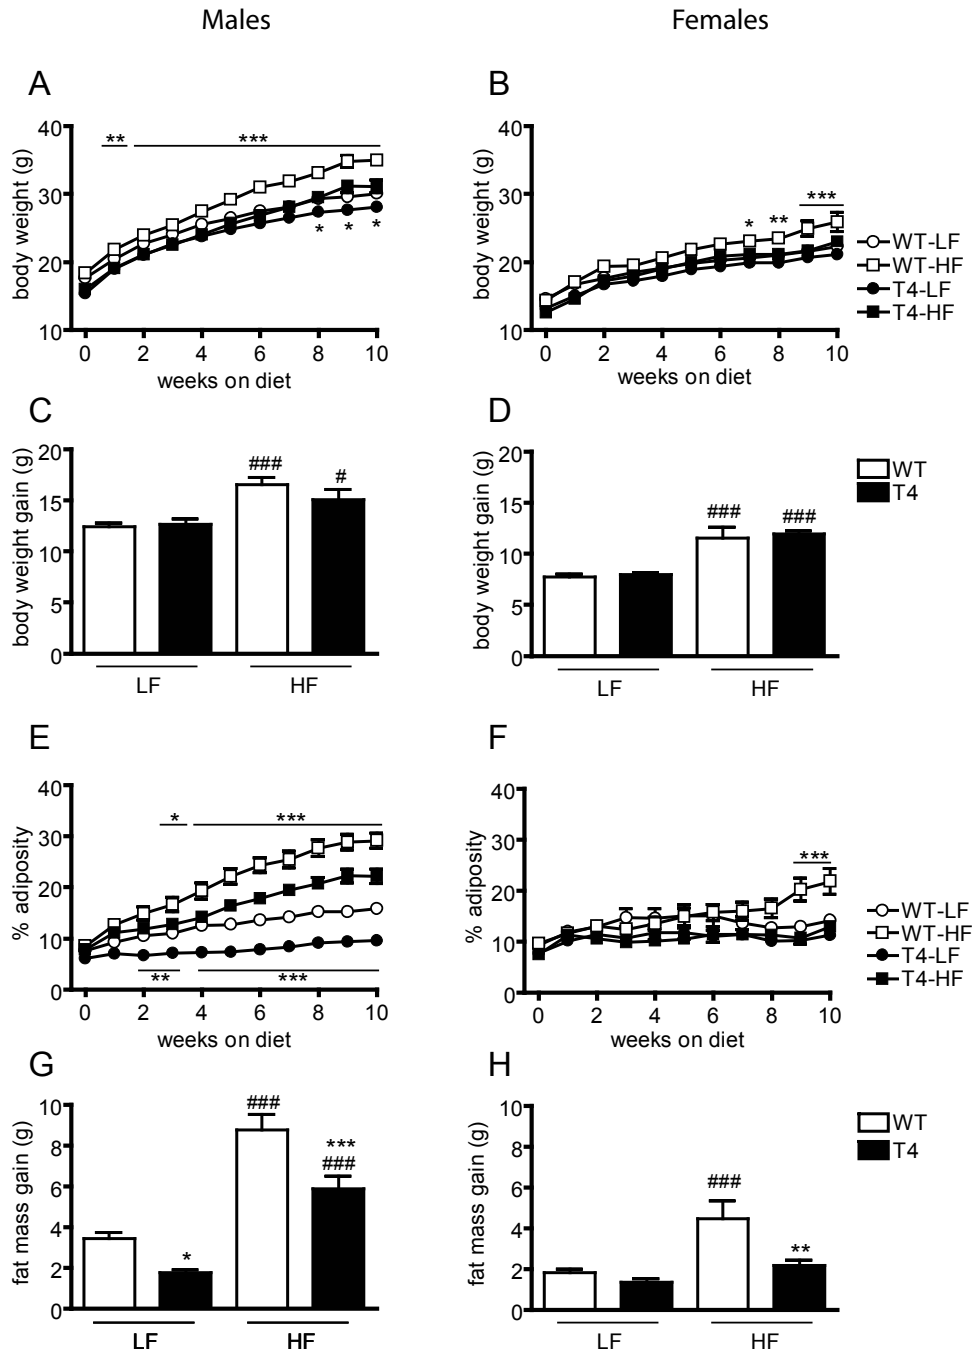 Males Females
A
B
** ***
body weight (g)
40
30
20
10
* * *
0 2 4 6 8 10
weeks on diet
body weight (g)
40
30
20
10
* ** ***
0 2 4 6 8 10
weeks on diet
WT-LF
WT-HF
T4-LF
T4-HF
C
D
body weight gain (g)
20
15
10
5
0
### #
LF HF
body weight gain (g)
20
15
10
5
0
### ###
LF HF
WT
T4
E
F
% adiposity
40
30
20
10
0
* ***
** ***
0 2 4 6 8 10
weeks on diet
% adiposity
40
30
20
10
0
***
0 2 4 6 8 10
weeks on diet
WT-LF
WT-HF
T4-LF
T4-HF
G
H
fat mass gain (g)
10
8
6
4
2
0
*
###
***
###
LF HF
fat mass gain (g)
10
8
6
4
2
0
###
**
LF HF
WT
T4